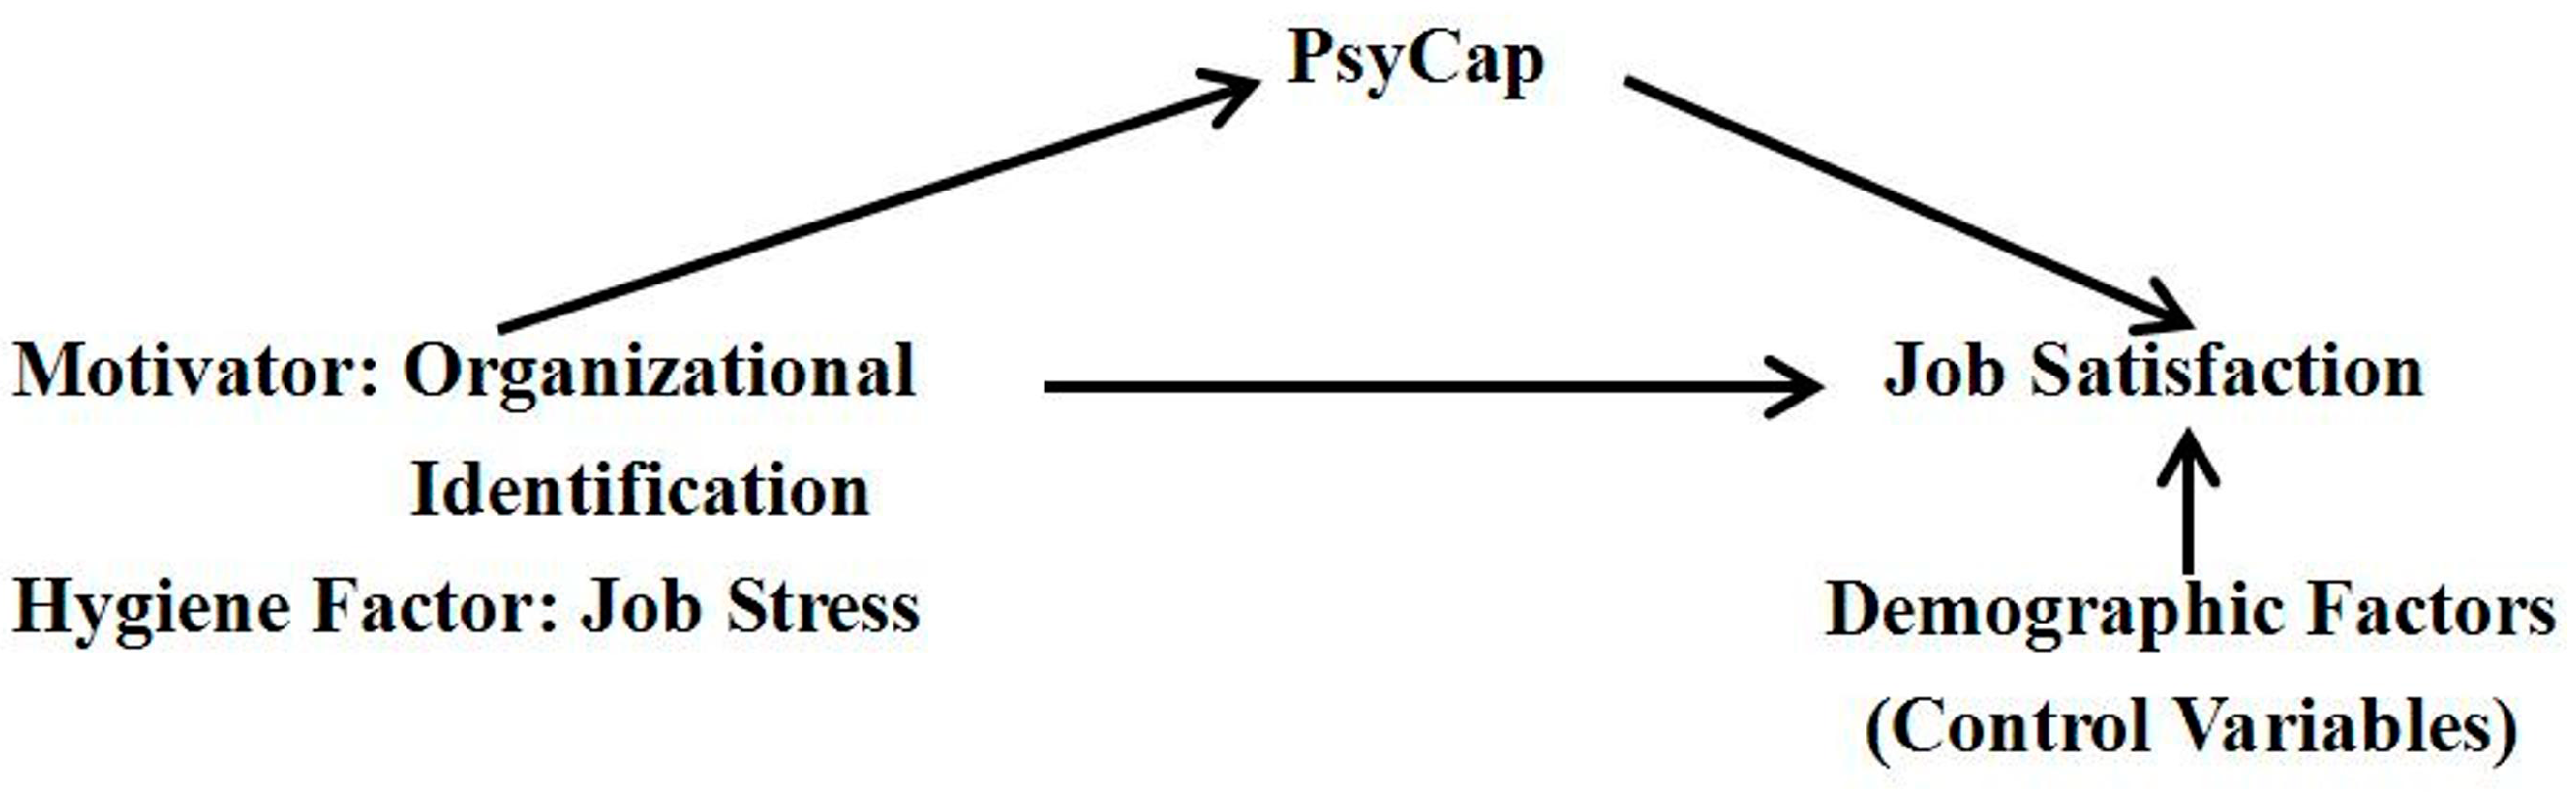 PsyCap
Motivator: Organizational
Identification
Hygiene Factor: Job Stress
Job Satisfaction
Demographic Factors
(Control Variables)